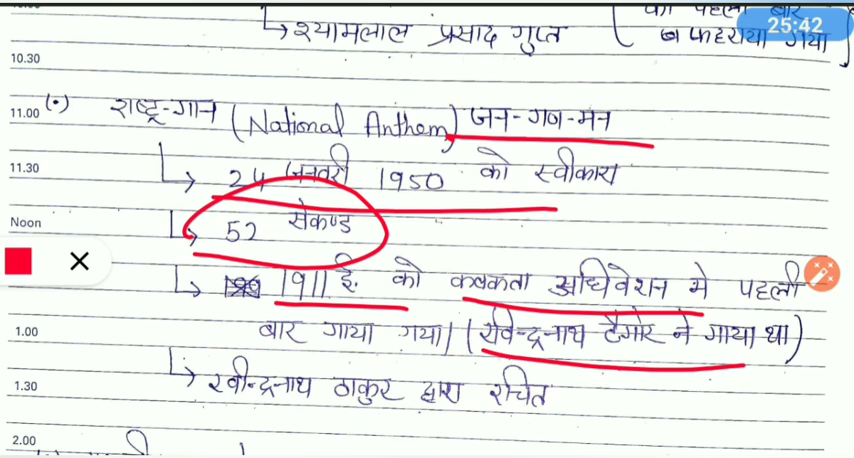 25:42
↳ श्यामलाल प्रसाद गुप्त
10.30
11.00 (•) राष्ट्र-गान (National Anthem) जन-गण-मन
11.30 ↳ 24 जनवरी 1950 को स्वीकारा
Noon ↳ 52 सेकण्ड
↳ 1911 ई. को कलकता अधिवेशन मे पहली
1.00 बार गाया गया। (रविन्द्रनाथ टैगोर ने गाया था)
1.30 ↳ रवीन्द्रनाथ ठाकुर द्वारा रचित
2.00